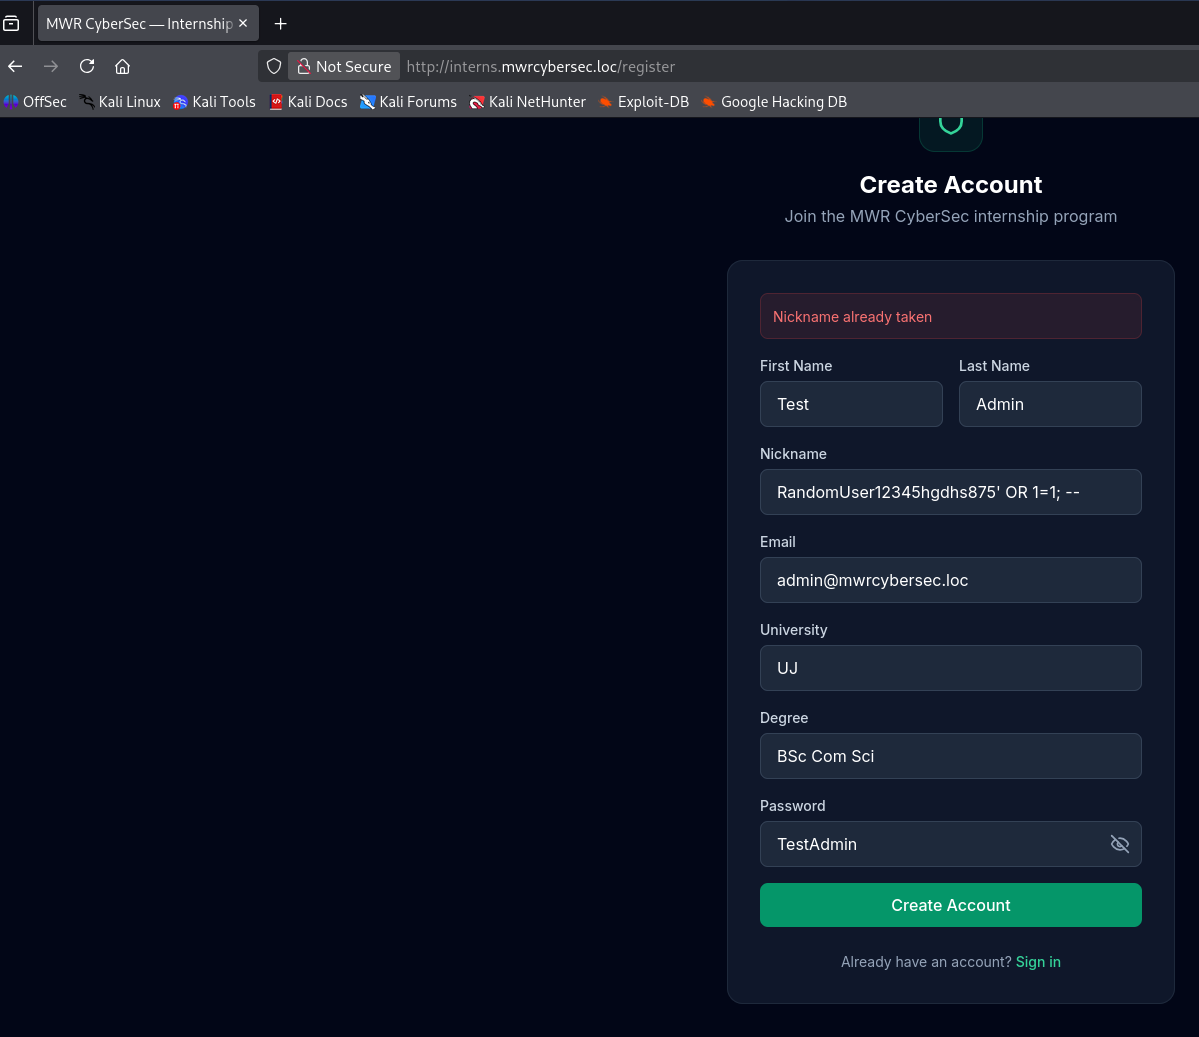 MWR CyberSec — Internship
Not Secure
http://interns.mwrcybersec.loc/register
OffSec
Kali Linux
Kali Tools
Kali Docs
Kali Forums
Kali NetHunter
Exploit-DB
Google Hacking DB
Create Account
Join the MWR CyberSec internship program
Nickname already taken
First Name
Last Name
Test
Admin
Nickname
RandomUser12345hgdhs875' OR 1=1; --
Email
admin@mwrcybersec.loc
University
UJ
Degree
BSc Com Sci
Password
TestAdmin
Create Account
Already have an account? Sign in